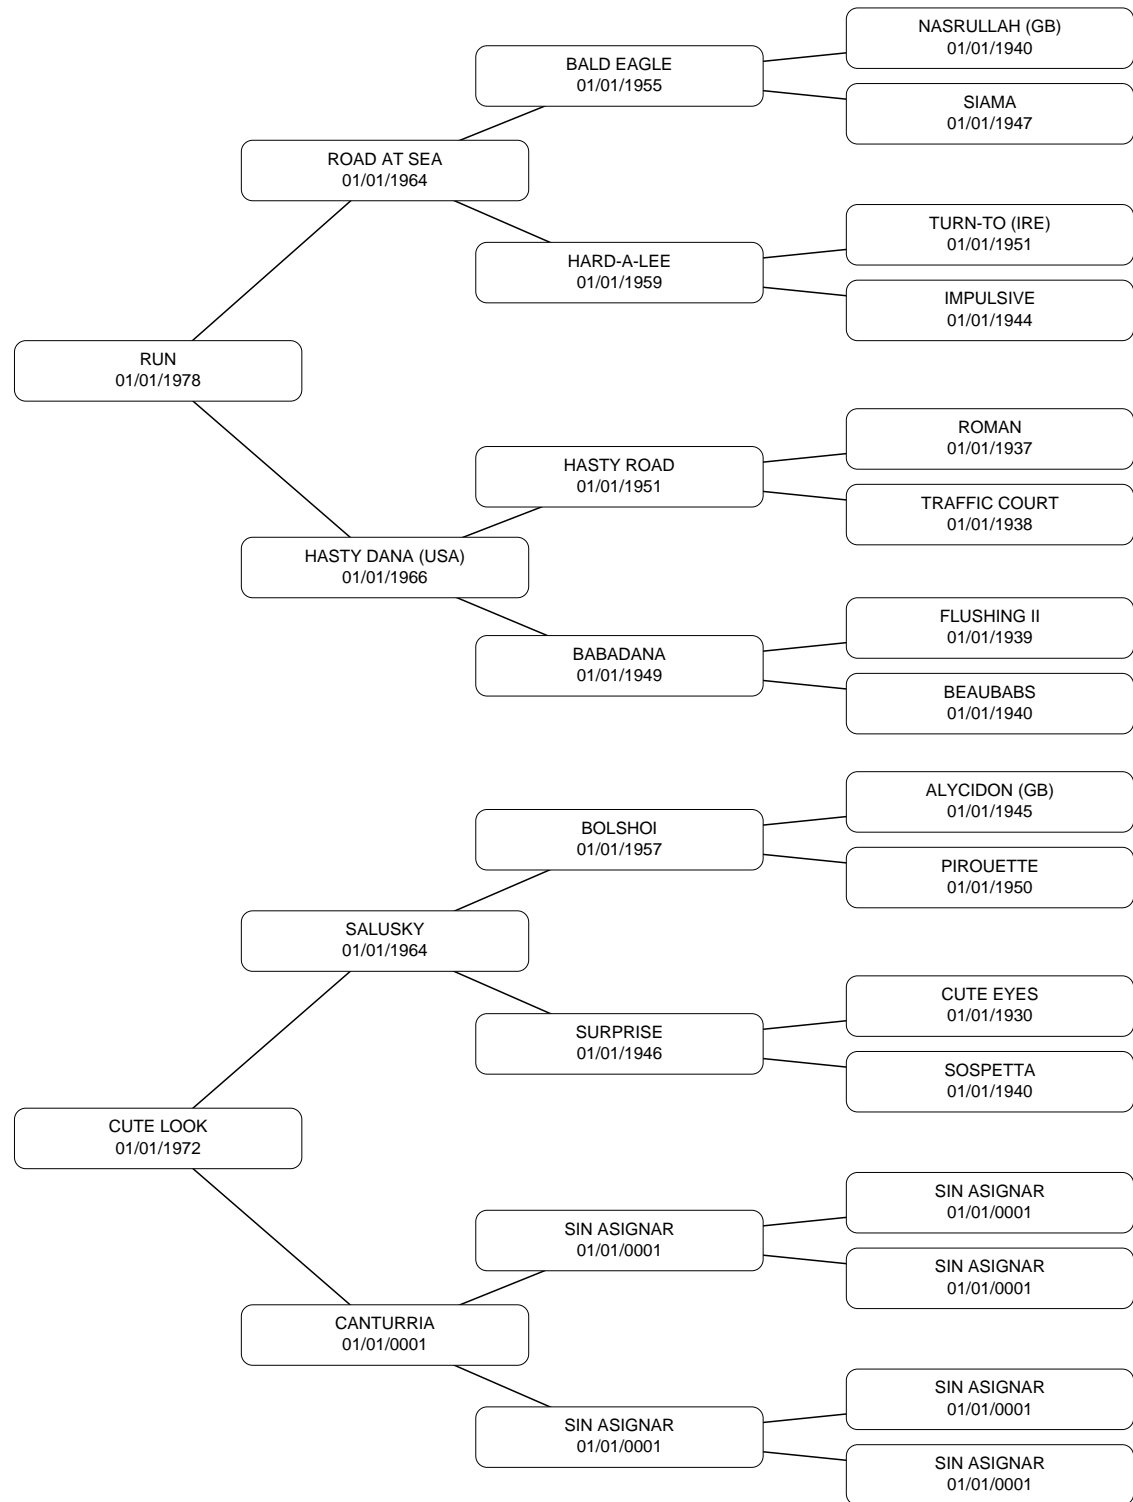 NASRULLAH (GB)
01/01/1940
BALD EAGLE
01/01/1955
SIAMA
01/01/1947
ROAD AT SEA
01/01/1964
TURN-TO (IRE)
01/01/1951
HARD-A-LEE
01/01/1959
IMPULSIVE
01/01/1944
RUN
01/01/1978
ROMAN
01/01/1937
HASTY ROAD
01/01/1951
TRAFFIC COURT
01/01/1938
HASTY DANA (USA)
01/01/1966
FLUSHING II
01/01/1939
BABADANA
01/01/1949
BEAUBABS
01/01/1940
ALYCIDON (GB)
01/01/1945
BOLSHOI
01/01/1957
PIROUETTE
01/01/1950
SALUSKY
01/01/1964
CUTE EYES
01/01/1930
SURPRISE
01/01/1946
SOSPETTA
01/01/1940
CUTE LOOK
01/01/1972
SIN ASIGNAR
01/01/0001
SIN ASIGNAR
01/01/0001
SIN ASIGNAR
01/01/0001
CANTURRIA
01/01/0001
SIN ASIGNAR
01/01/0001
SIN ASIGNAR
01/01/0001
SIN ASIGNAR
01/01/0001